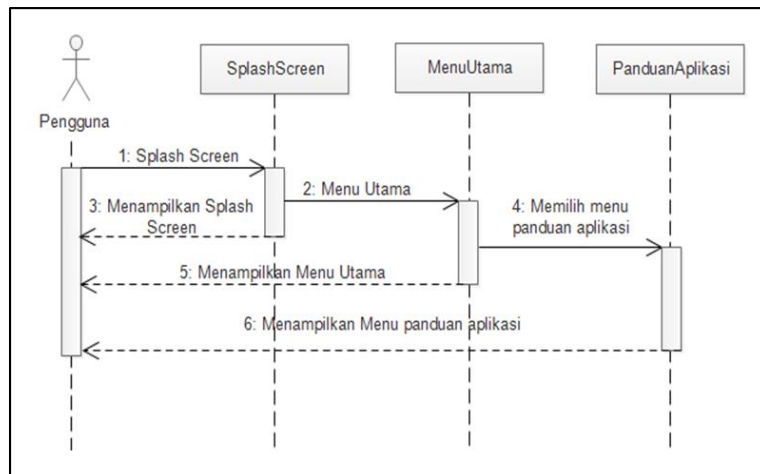 SplashScreen
MenuUtama
PanduanAplikasi
Pengguna
1: Splash Screen
2: Menu Utama
3: Menampilkan Splash
Screen
4: Memilih menu
panduan aplikasi
5: Menampilkan Menu Utama
6: Menampilkan Menu panduan aplikasi